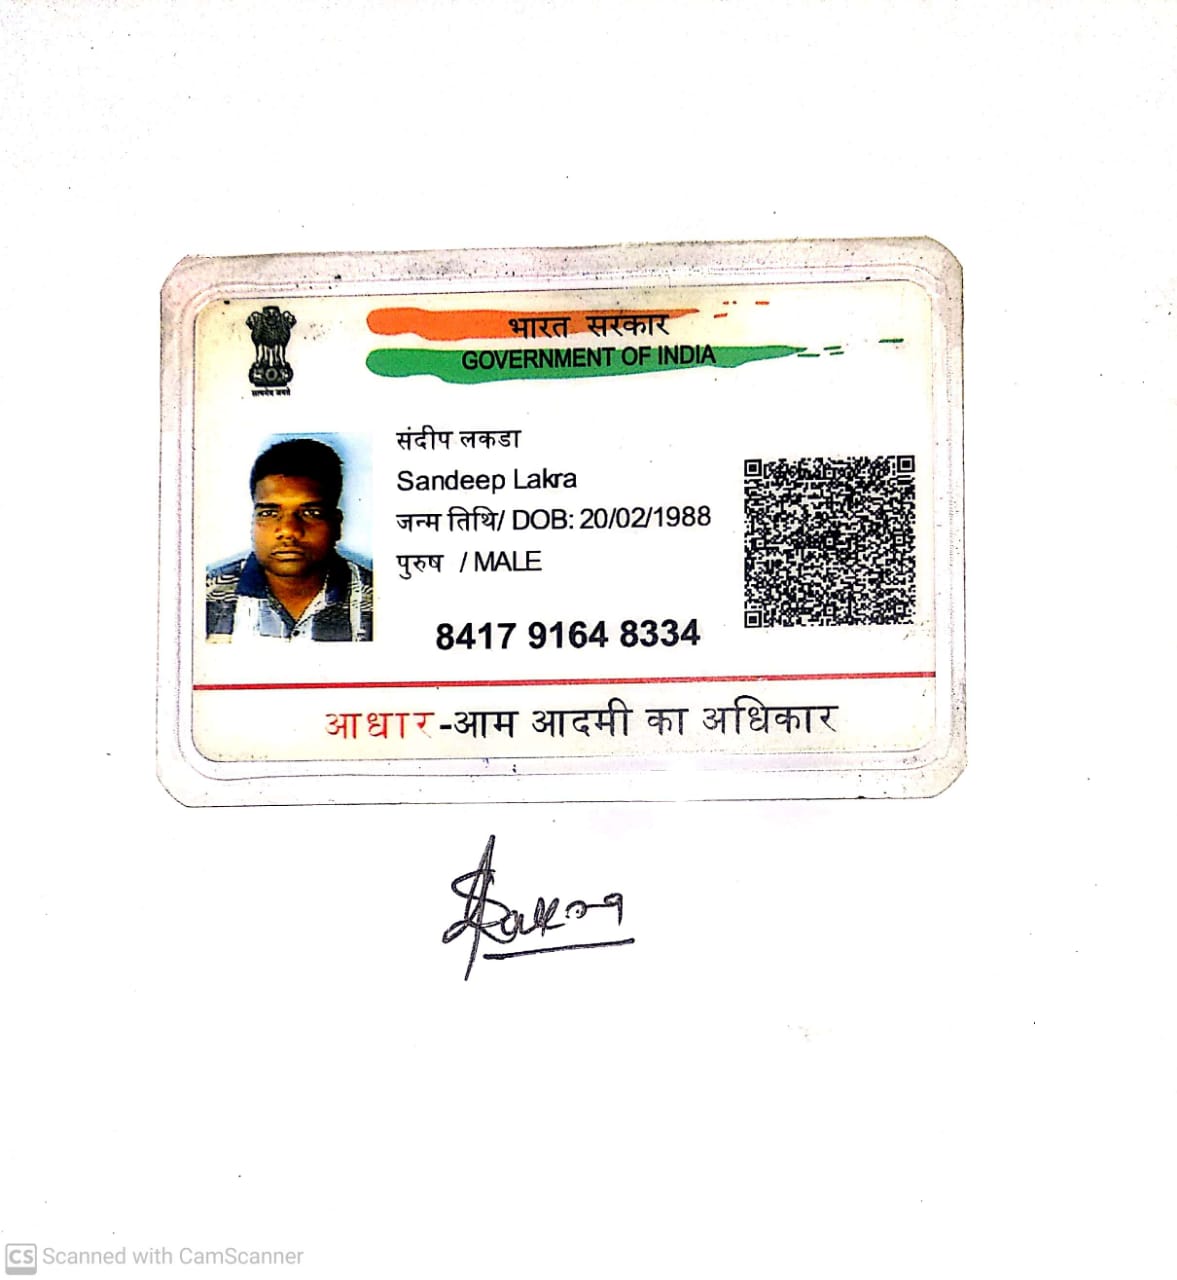 भारत सरकार
GOVERNMENT OF INDIA
सत्यमेव जयते
संदीप लकडा
Sandeep Lakra
जन्म तिथि/ DOB: 20/02/1988
पुरुष / MALE
8417 9164 8334
आधार-आम आदमी का अधिकार
CS Scanned with CamScanner